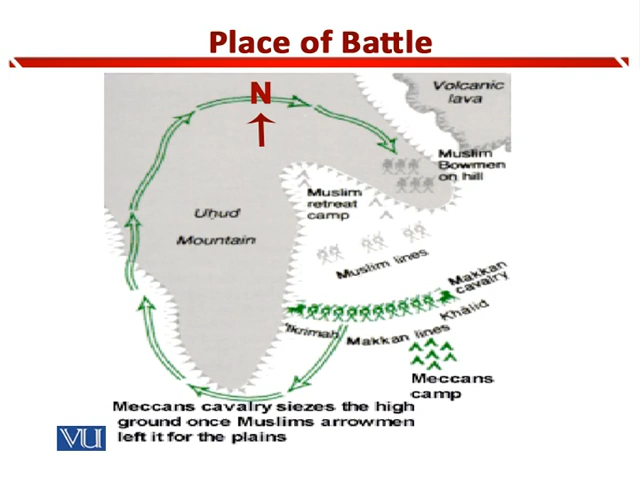 Place of Battle
N
Volcanic
lava
Muslim
Bowmen
on hill
Muslim
retreat
camp
Uhud
Mountain
Muslim lines
Makkan
cavalry
Khalid
'Ikrimah
Makkan lines
Meccans
camp
Meccans cavalry siezes the high
ground once Muslims arrowmen
left it for the plains
VU